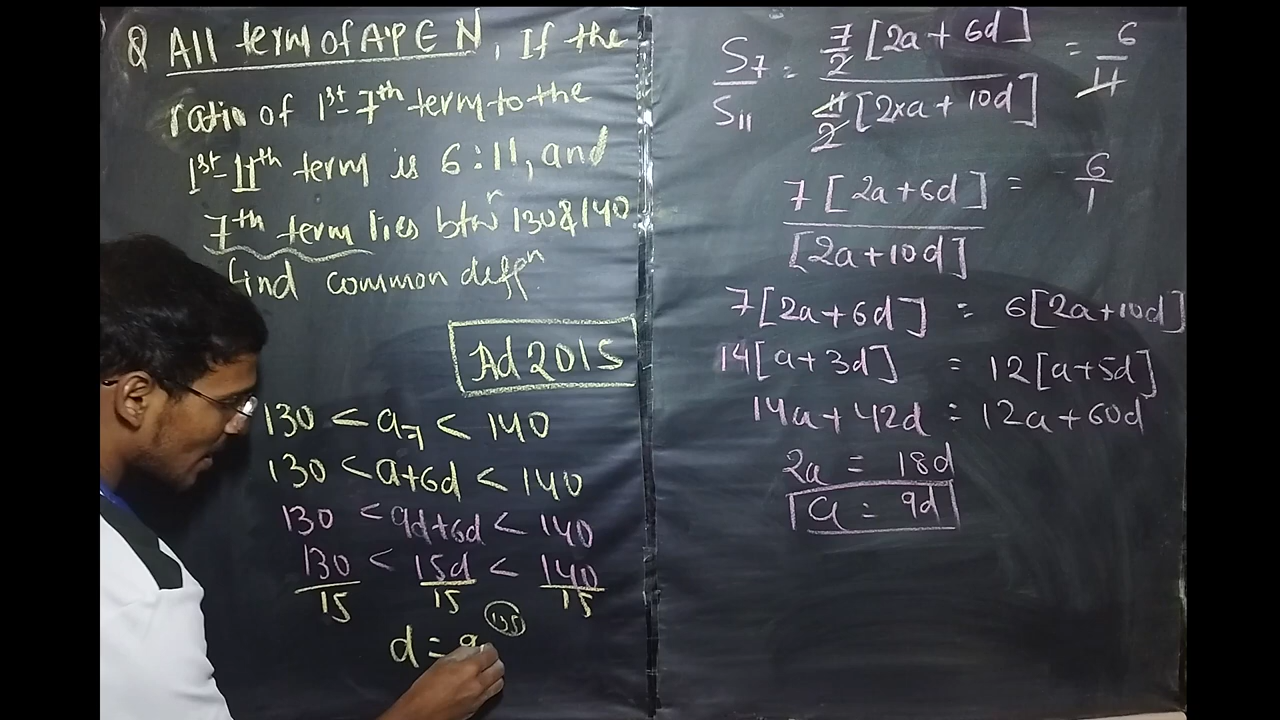 Q All term of A.P ∈ N, If the
ratio of 1st 7th term to the
1st 11th term is 6:11, and
7th term lies btwn 130 & 140
find common deffn.
Ad 2015
130 < a7 < 140
130 < a+6d < 140
130 < 9d+6d < 140
130/15 < 15d/15 < 140/15
135
d = 9
S7/S11 = 7/2 [2a + 6d] / 11/2 [2×a + 10d] = 6/11
7 [2a+6d] / [2a+10d] = 6/1
7[2a+6d] = 6[2a+10d]
14[a+3d] = 12[a+5d]
14a+42d = 12a+60d
2a = 18d
a = 9d